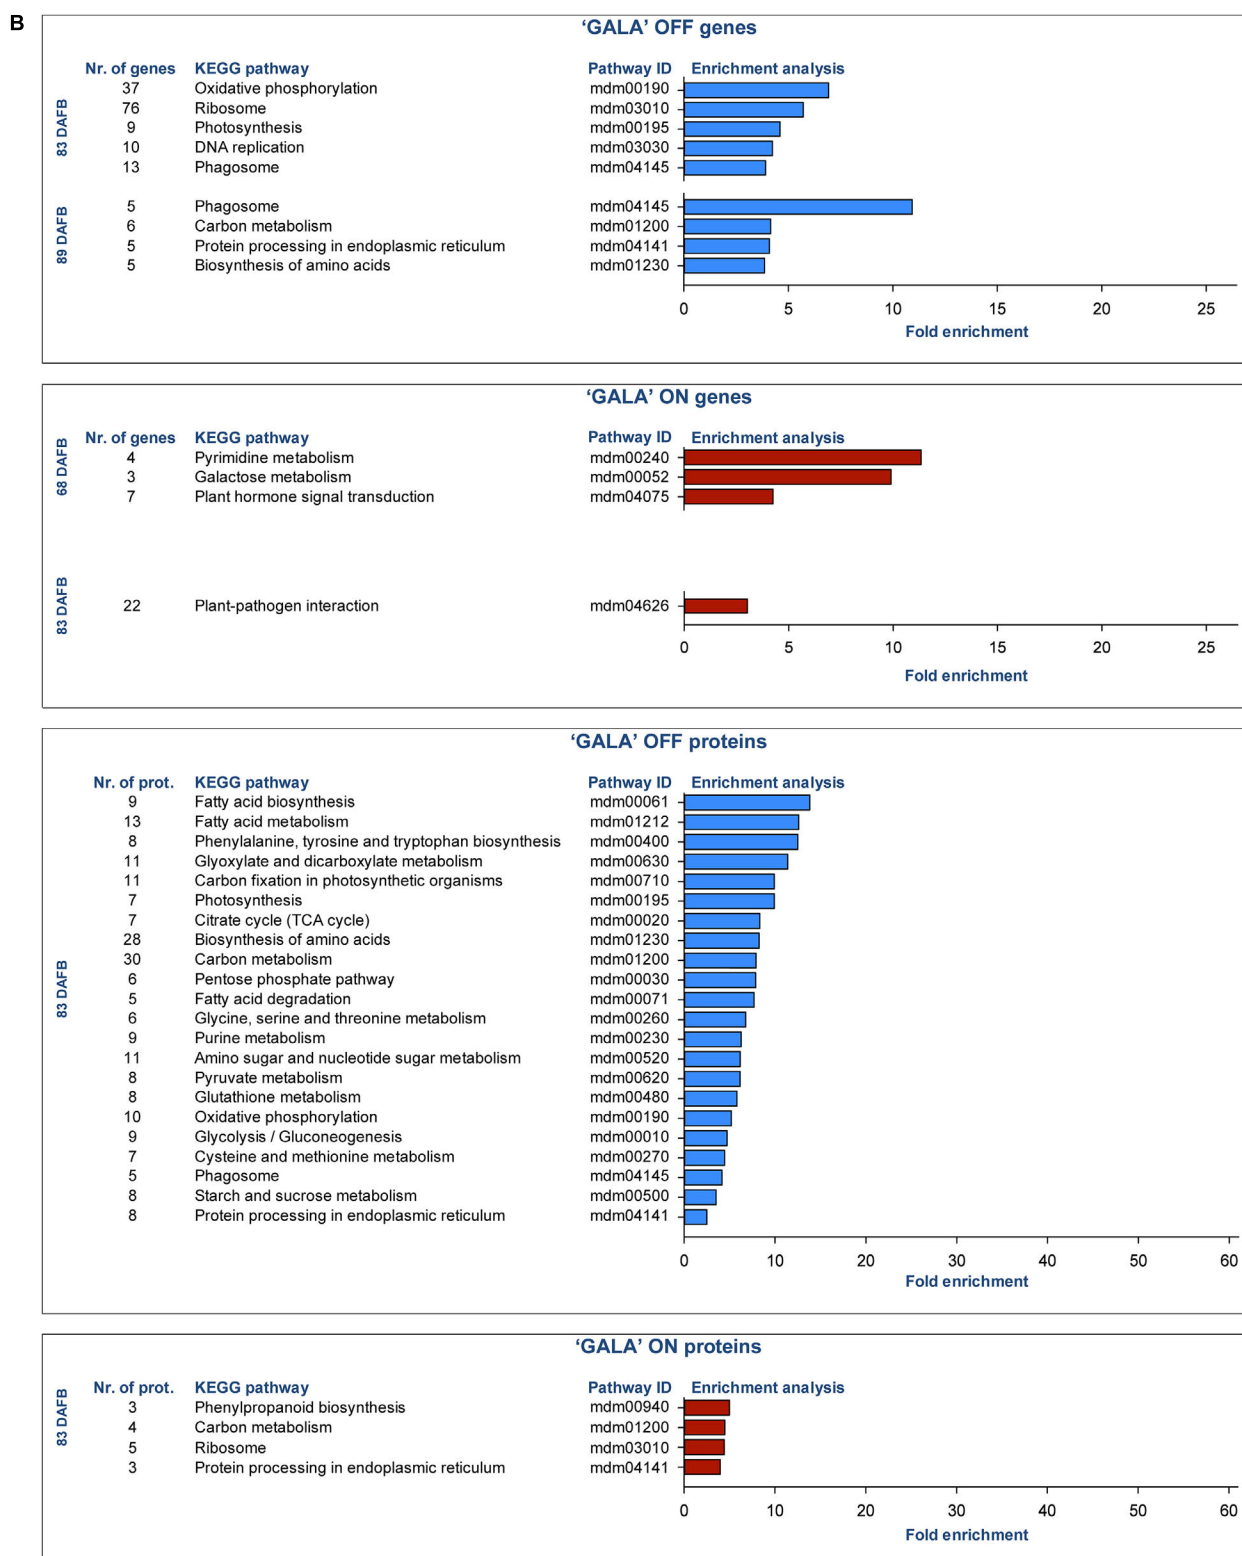 B
‘GALA’ OFF genes
Nr. of genes KEGG pathway Pathway ID Enrichment analysis
83 DAFB
37 Oxidative phosphorylation mdm00190
76 Ribosome mdm03010
9 Photosynthesis mdm00195
10 DNA replication mdm03030
13 Phagosome mdm04145
89 DAFB
5 Phagosome mdm04145
6 Carbon metabolism mdm01200
5 Protein processing in endoplasmic reticulum mdm04141
5 Biosynthesis of amino acids mdm01230
0 5 10 15 20 25
Fold enrichment
‘GALA’ ON genes
Nr. of genes KEGG pathway Pathway ID Enrichment analysis
68 DAFB
4 Pyrimidine metabolism mdm00240
3 Galactose metabolism mdm00052
7 Plant hormone signal transduction mdm04075
83 DAFB
22 Plant-pathogen interaction mdm04626
0 5 10 15 20 25
Fold enrichment
‘GALA’ OFF proteins
Nr. of prot. KEGG pathway Pathway ID Enrichment analysis
83 DAFB
9 Fatty acid biosynthesis mdm00061
13 Fatty acid metabolism mdm01212
8 Phenylalanine, tyrosine and tryptophan biosynthesis mdm00400
11 Glyoxylate and dicarboxylate metabolism mdm00630
11 Carbon fixation in photosynthetic organisms mdm00710
7 Photosynthesis mdm00195
7 Citrate cycle (TCA cycle) mdm00020
28 Biosynthesis of amino acids mdm01230
30 Carbon metabolism mdm01200
6 Pentose phosphate pathway mdm00030
5 Fatty acid degradation mdm00071
6 Glycine, serine and threonine metabolism mdm00260
9 Purine metabolism mdm00230
11 Amino sugar and nucleotide sugar metabolism mdm00520
8 Pyruvate metabolism mdm00620
8 Glutathione metabolism mdm00480
10 Oxidative phosphorylation mdm00190
9 Glycolysis / Gluconeogenesis mdm00010
7 Cysteine and methionine metabolism mdm00270
5 Phagosome mdm04145
8 Starch and sucrose metabolism mdm00500
8 Protein processing in endoplasmic reticulum mdm04141
0 10 20 30 40 50 60
Fold enrichment
‘GALA’ ON proteins
Nr. of prot. KEGG pathway Pathway ID Enrichment analysis
83 DAFB
3 Phenylpropanoid biosynthesis mdm00940
4 Carbon metabolism mdm01200
5 Ribosome mdm03010
3 Protein processing in endoplasmic reticulum mdm04141
0 10 20 30 40 50 60
Fold enrichment